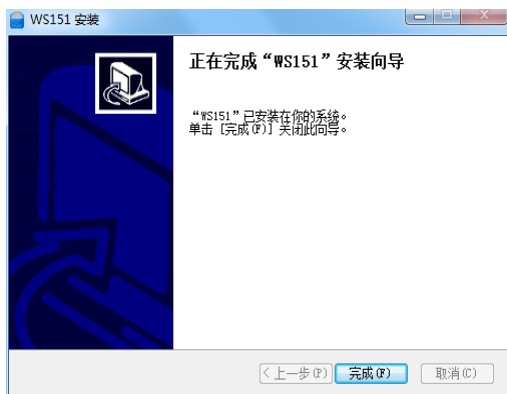 WS151 安装
正在完成“WS151”安装向导
“WS151”已安装在你的系统。
单击 [完成(F)] 关闭此向导。
<上一步(P)
完成(F)
取消(C)